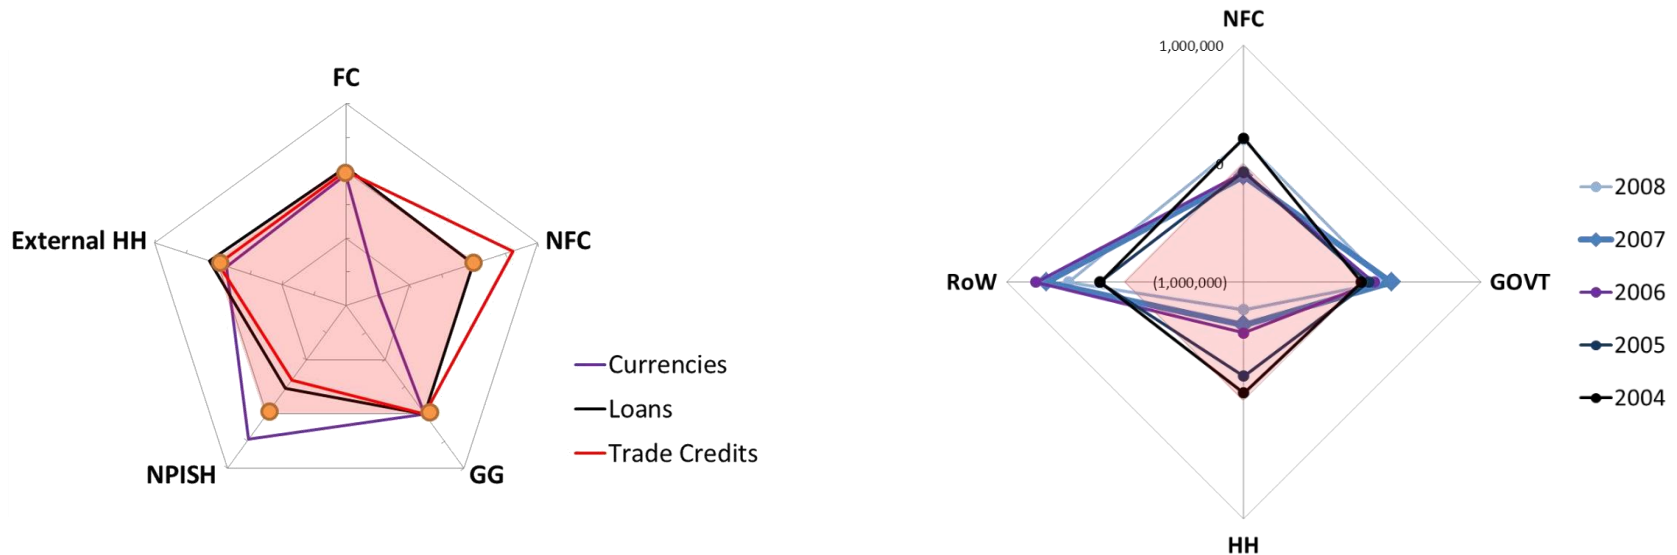 FC
External HH
NFC
NPISH
GG
Currencies
Loans
Trade Credits
NFC
1,000,000
0
RoW
(1,000,000)
GOVT
HH
2008
2007
2006
2005
2004